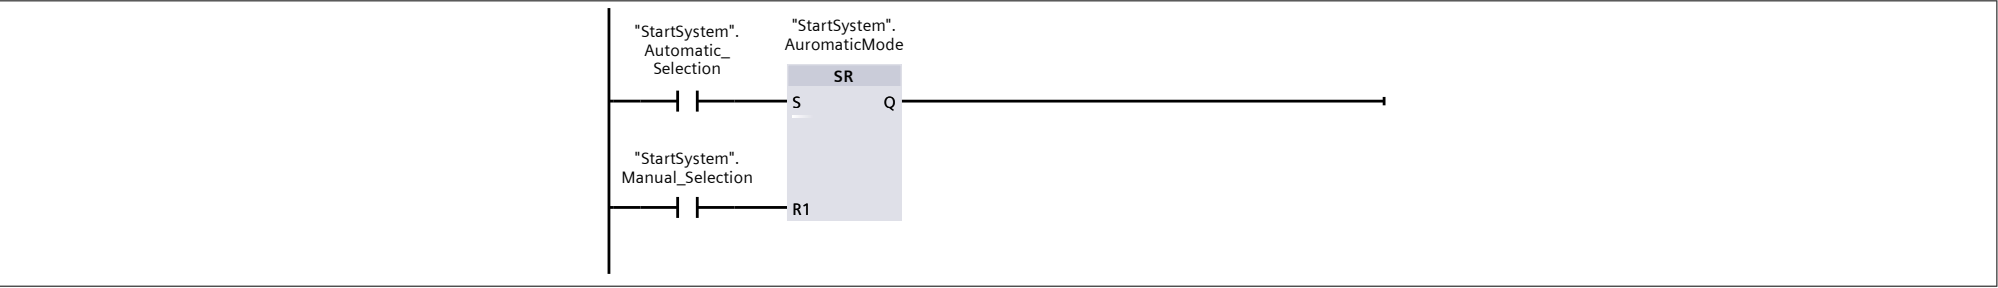 "StartSystem".
Automatic_
Selection
"StartSystem".
AuromaticMode
SR
S
Q
"StartSystem".
Manual_Selection
R1